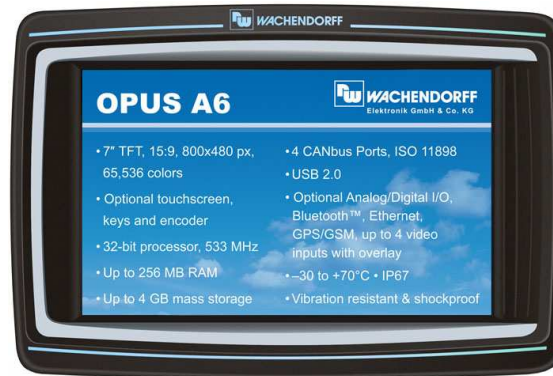 WACHENDORFF
OPUS A6
WACHENDORFF
Elektronik GmbH & Co. KG
• 7" TFT, 15:9, 800x480 px,
65,536 colors
• Optional touchscreen,
keys and encoder
• 32-bit processor, 533 MHz
• Up to 256 MB RAM
• Up to 4 GB mass storage
• 4 CANbus Ports, ISO 11898
• USB 2.0
• Optional Analog/Digital I/O,
Bluetooth™, Ethernet,
GPS/GSM, up to 4 video
inputs with overlay
• –30 to +70°C • IP67
• Vibration resistant & shockproof